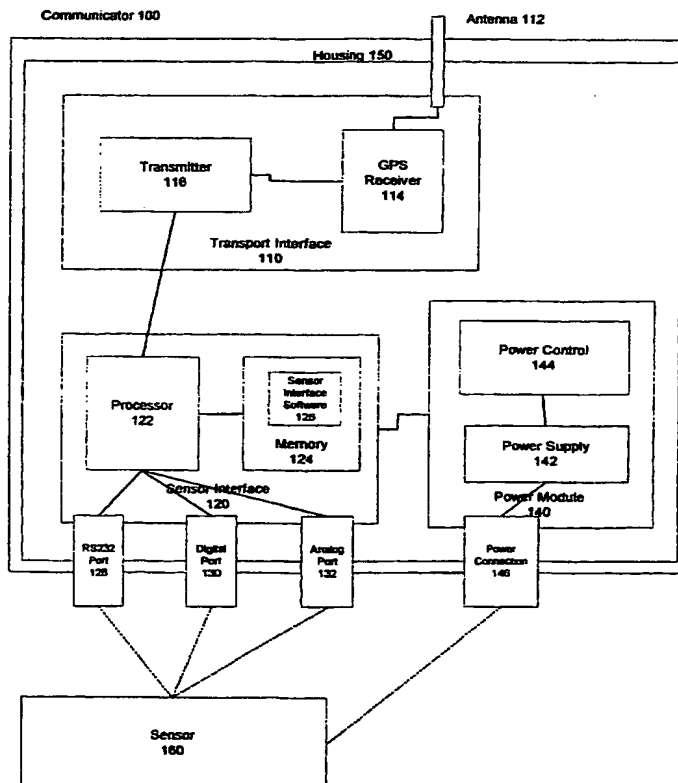 Communicator 100
Antenna 112
Housing 150
Transmitter
116
GPS
Receiver
114
Transport Interface
110
Power Control
144
Processor
122
Sensor
Interface
Software
126
Memory
124
Power Supply
142
Sensor Interface
120
Power Module
140
RS232
Port
128
Digital
Port
130
Analog
Port
132
Power
Connection
146
Sensor
160